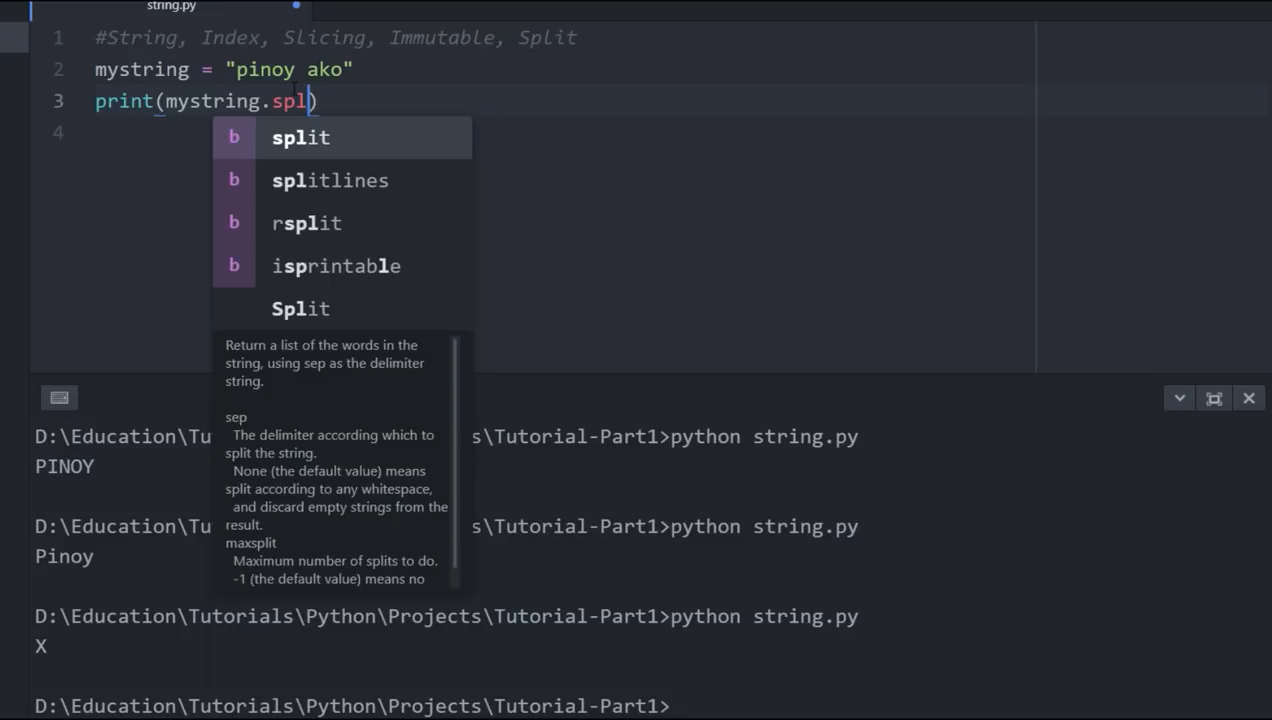 string.py
1 #String, Index, Slicing, Immutable, Split
2 mystring = "pinoy ako"
3 print(mystring.spl)
4
b split
b splitlines
b rsplit
b isprintable
Split
Return a list of the words in the
string, using sep as the delimiter
string.
sep
The delimiter according which to
split the string.
None (the default value) means
split according to any whitespace,
and discard empty strings from the
result.
maxsplit
Maximum number of splits to do.
-1 (the default value) means no
D:\Education\Tu s\Tutorial-Part1>python string.py
PINOY
D:\Education\Tu s\Tutorial-Part1>python string.py
Pinoy
D:\Education\Tutorials\Python\Projects\Tutorial-Part1>python string.py
X
D:\Education\Tutorials\Python\Projects\Tutorial-Part1>